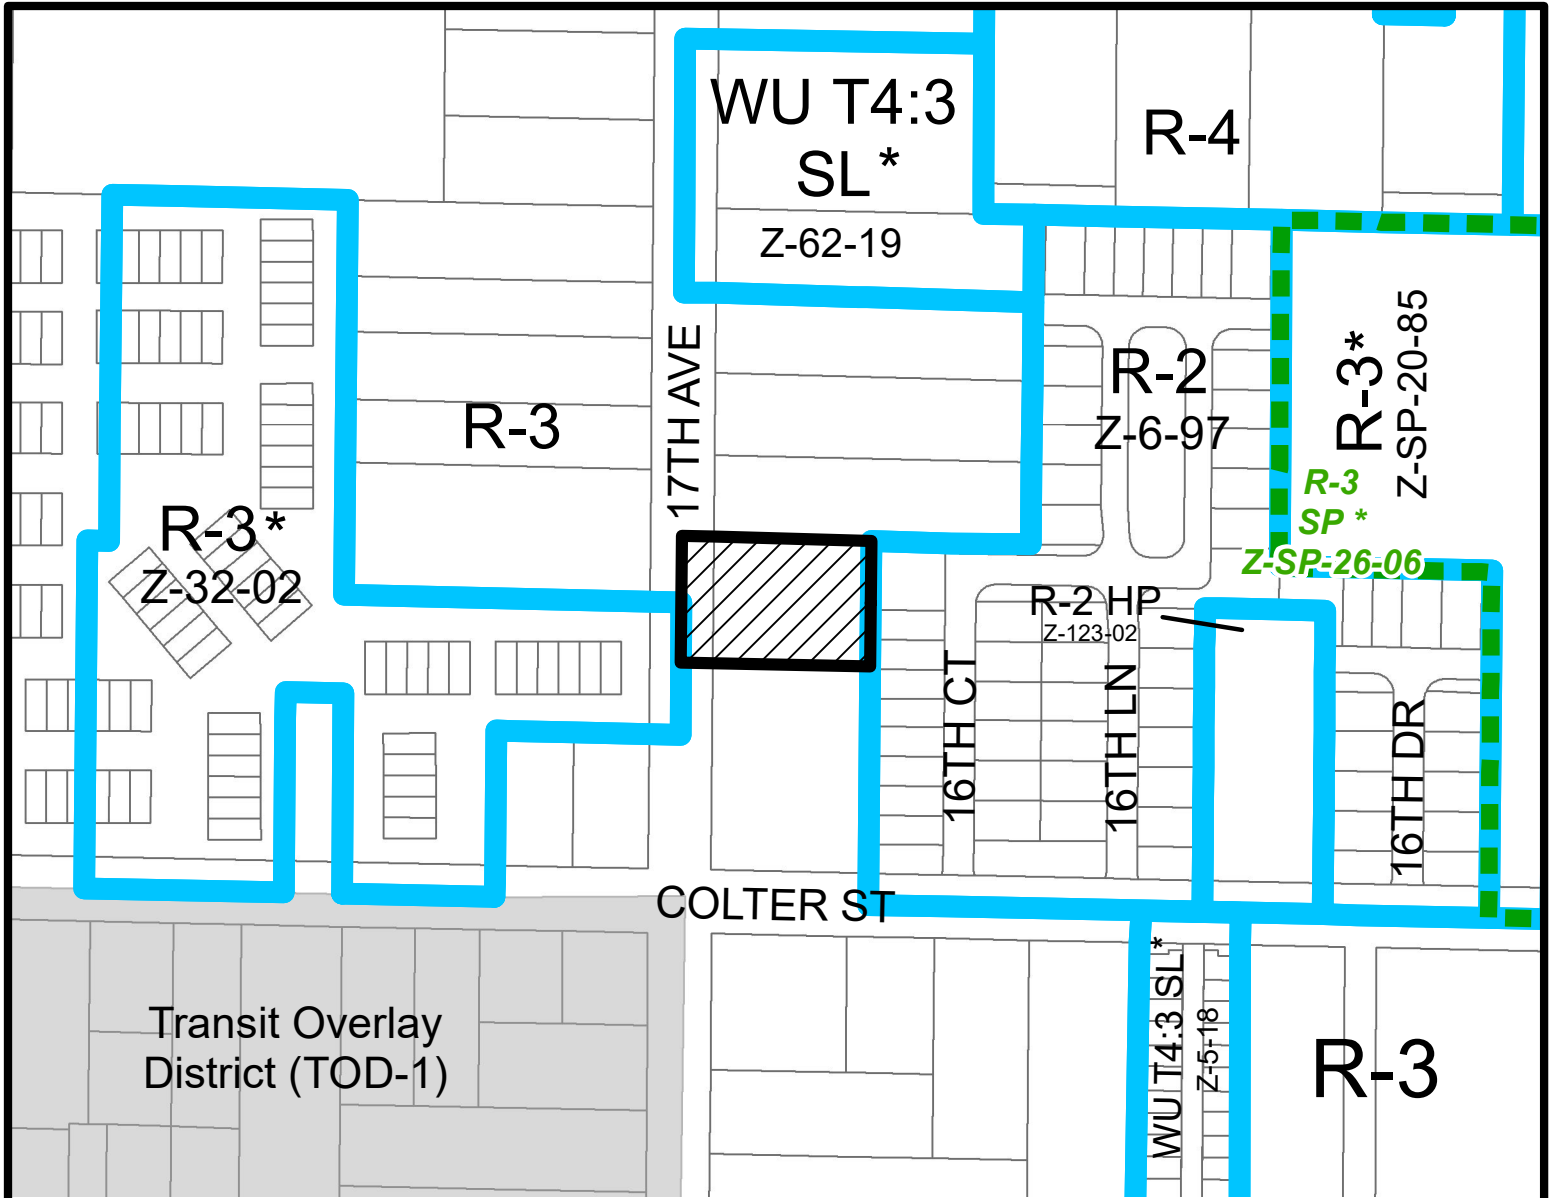 WU T4:3
SL *
Z-62-19
R-4
17TH AVE
R-3
R-2
Z-6-97
R-3*
Z-SP-20-85
R-3
SP *
Z-SP-26-06
R-3*
Z-32-02
R-2 HP
Z-123-02
16TH CT
16TH LN
16TH DR
COLTER ST
Transit Overlay
District (TOD-1)
WU T4:3 SL*
Z-5-18
R-3